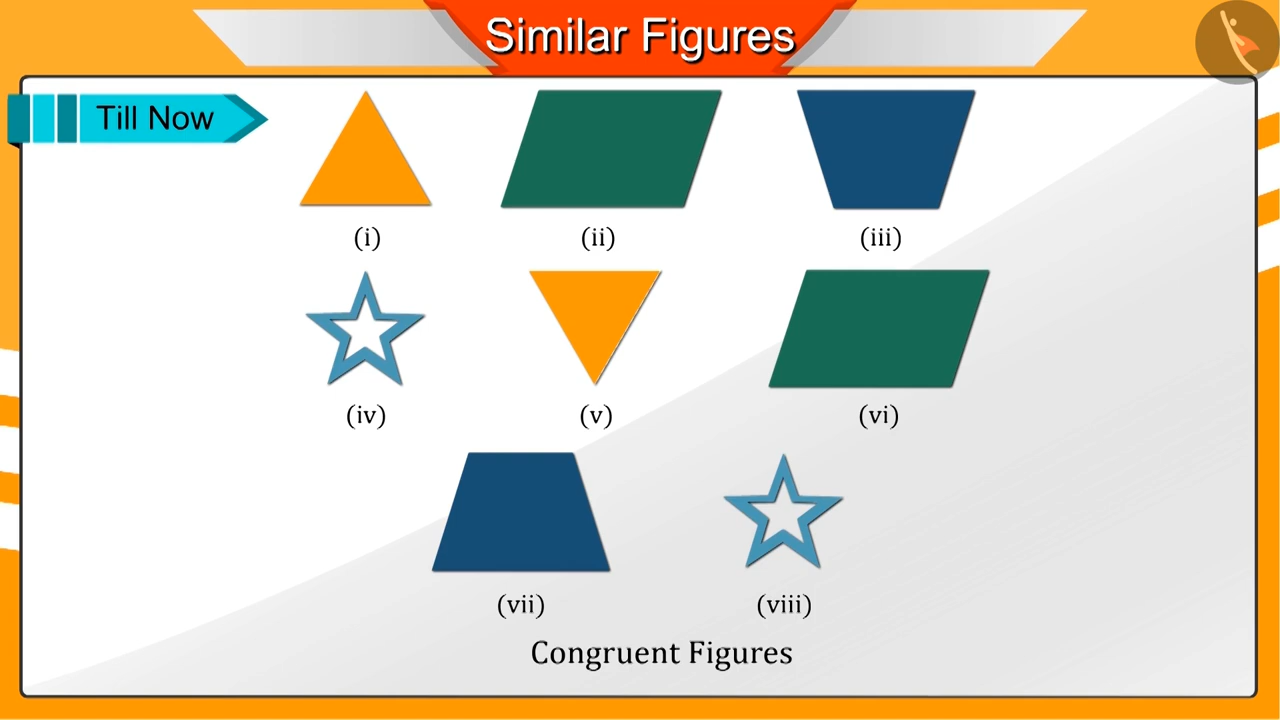 Similar Figures
Till Now
(i) (ii) (iii)
(iv) (v) (vi)
(vii) (viii)
Congruent Figures